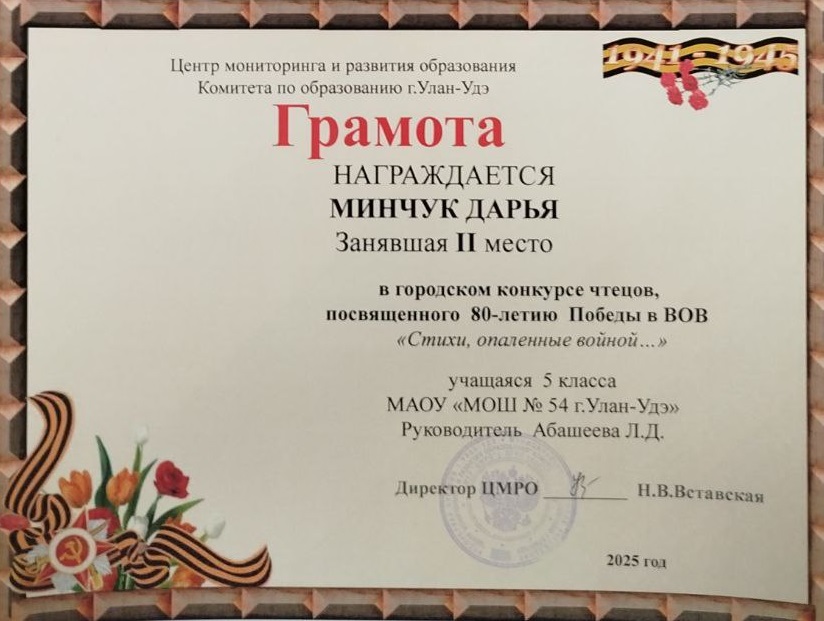 1941 - 1945
Центр мониторинга и развития образования
Комитета по образованию г.Улан-Удэ
Грамота
НАГРАЖДАЕТСЯ
МИНЧУК ДАРЬЯ
Занявшая II место
в городском конкурсе чтецов,
посвященного 80-летию Победы в ВОВ
«Стихи, опаленные войной…»
учащаяся 5 класса
МАОУ «МОШ № 54 г.Улан-Удэ»
Руководитель Абашеева Л.Д.
Директор ЦМРО ________ Н.В.Вставская
2025 год